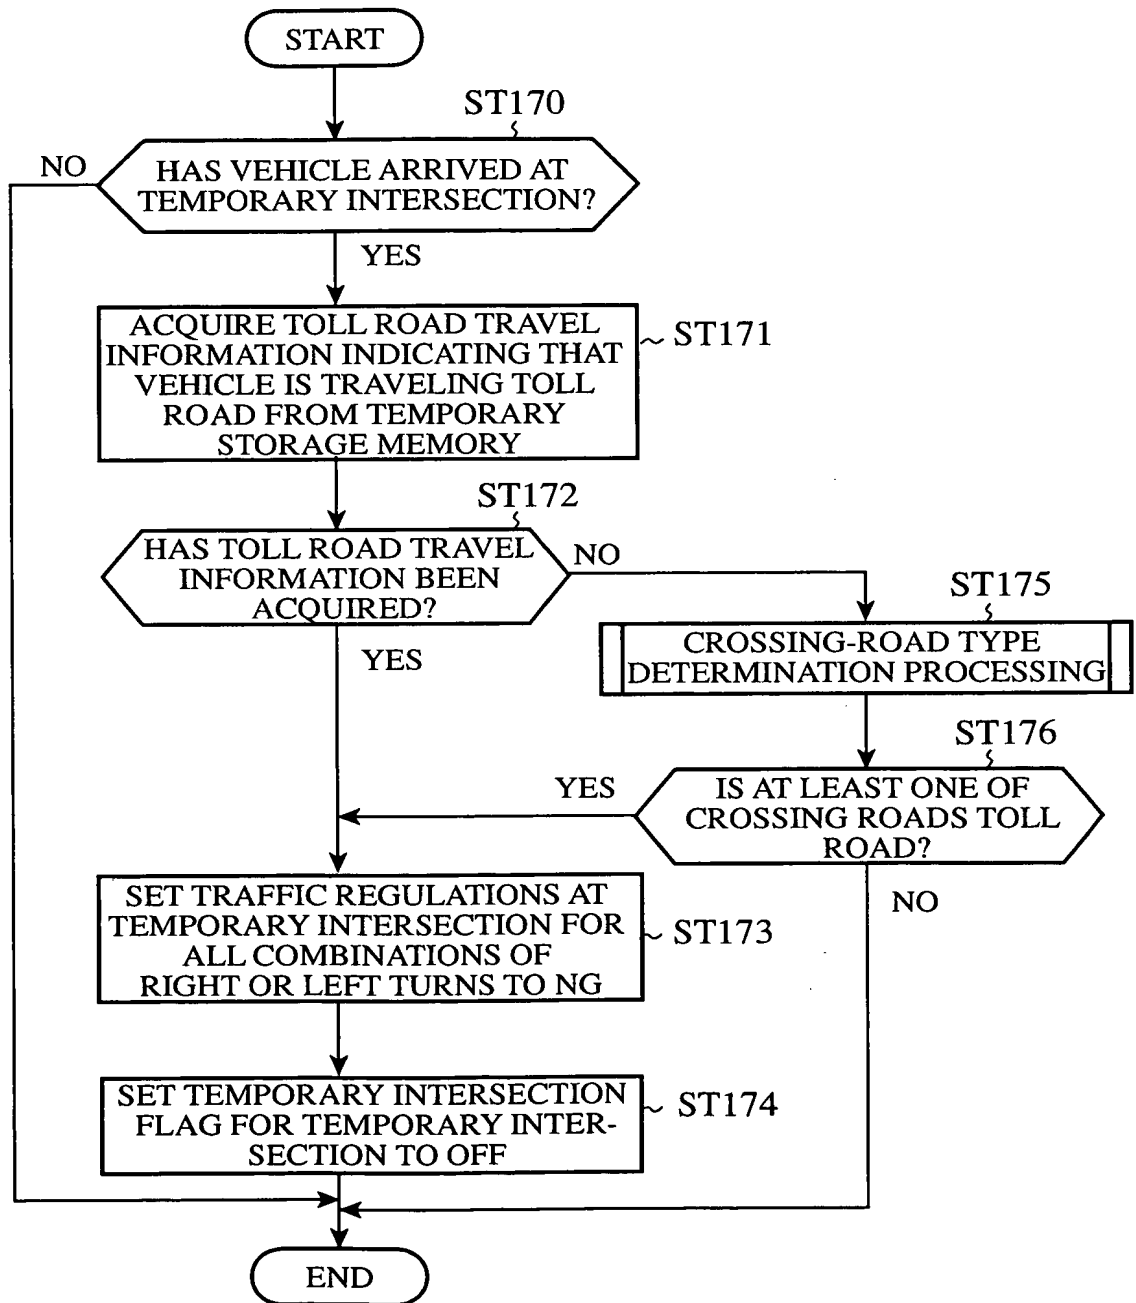 START
ST170
NO
HAS VEHICLE ARRIVED AT
TEMPORARY INTERSECTION?
YES
ACQUIRE TOLL ROAD TRAVEL
INFORMATION INDICATING THAT
VEHICLE IS TRAVELING TOLL
ROAD FROM TEMPORARY
STORAGE MEMORY
ST171
ST172
HAS TOLL ROAD TRAVEL
INFORMATION BEEN
ACQUIRED?
NO
YES
ST175
CROSSING-ROAD TYPE
DETERMINATION PROCESSING
ST176
YES
IS AT LEAST ONE OF
CROSSING ROADS TOLL
ROAD?
NO
SET TRAFFIC REGULATIONS AT
TEMPORARY INTERSECTION FOR
ALL COMBINATIONS OF
RIGHT OR LEFT TURNS TO NG
ST173
SET TEMPORARY INTERSECTION
FLAG FOR TEMPORARY INTER-
SECTION TO OFF
ST174
END